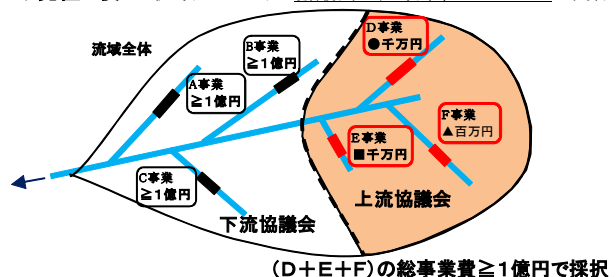 流域全体
B事業
≧1億円
A事業
≧1億円
D事業
●千万円
F事業
▲百万円
E事業
■千万円
C事業
≧1億円
上流協議会
下流協議会
(D+E+F)の総事業費≧1億円で採択